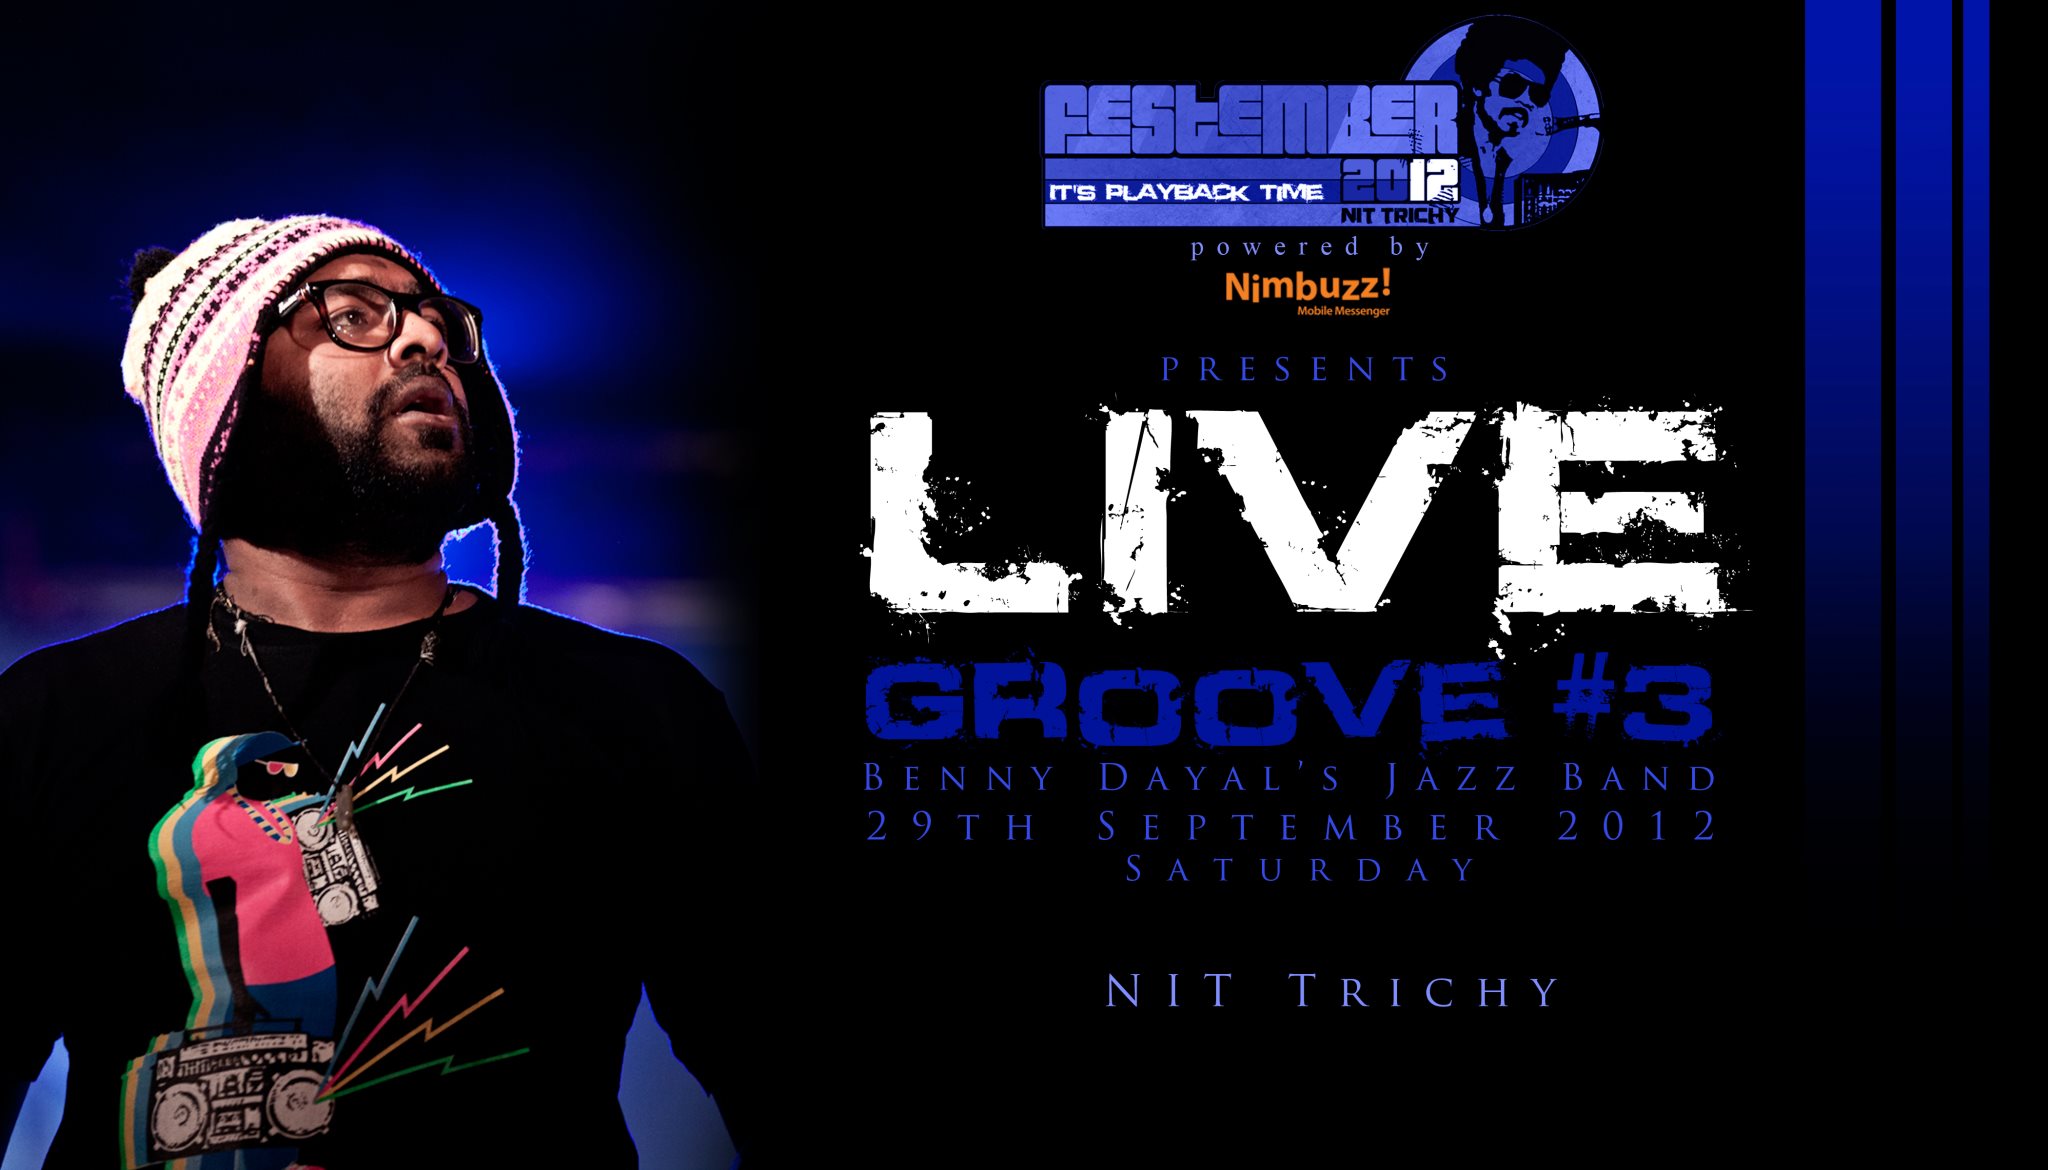 FESTEMBER
IT'S PLAYBACK TIME 2012
NIT TRICHY
powered by
Nimbuzz!
Mobile Messenger
PRESENTS
LIVE
GROOVE #3
BENNY DAYAL'S JAZZ BAND
29TH SEPTEMBER 2012
SATURDAY
NIT TRICHY